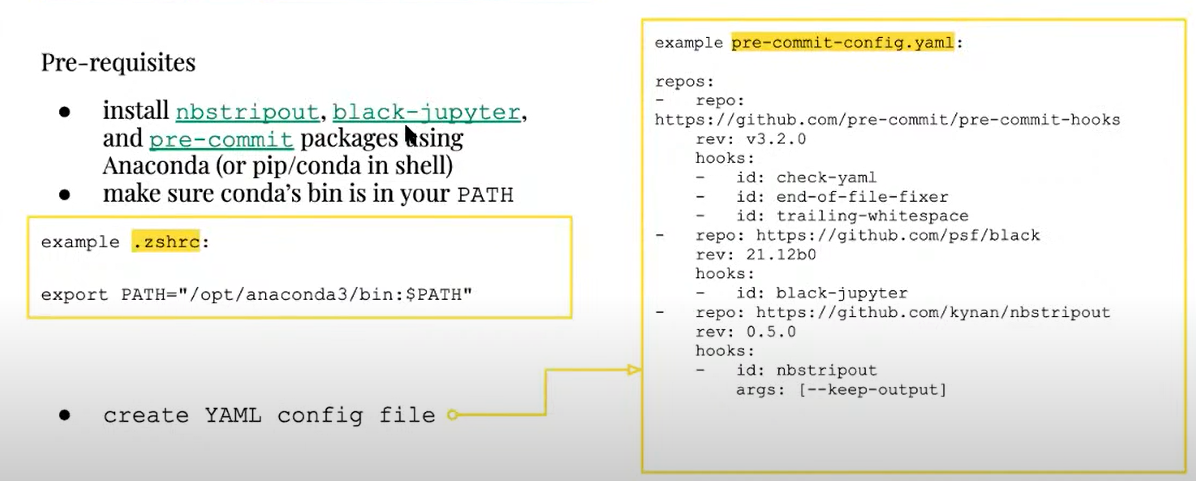 Pre-requisites
● install nbstripout, black-jupyter,
and pre-commit packages using
Anaconda (or pip/conda in shell)
● make sure conda's bin is in your PATH
example .zshrc:
export PATH="/opt/anaconda3/bin:$PATH"
● create YAML config file
example pre-commit-config.yaml:
repos:
-   repo:
https://github.com/pre-commit/pre-commit-hooks
    rev: v3.2.0
    hooks:
    -   id: check-yaml
    -   id: end-of-file-fixer
    -   id: trailing-whitespace
-   repo: https://github.com/psf/black
    rev: 21.12b0
    hooks:
    -   id: black-jupyter
-   repo: https://github.com/kynan/nbstripout
    rev: 0.5.0
    hooks:
    -   id: nbstripout
        args: [--keep-output]